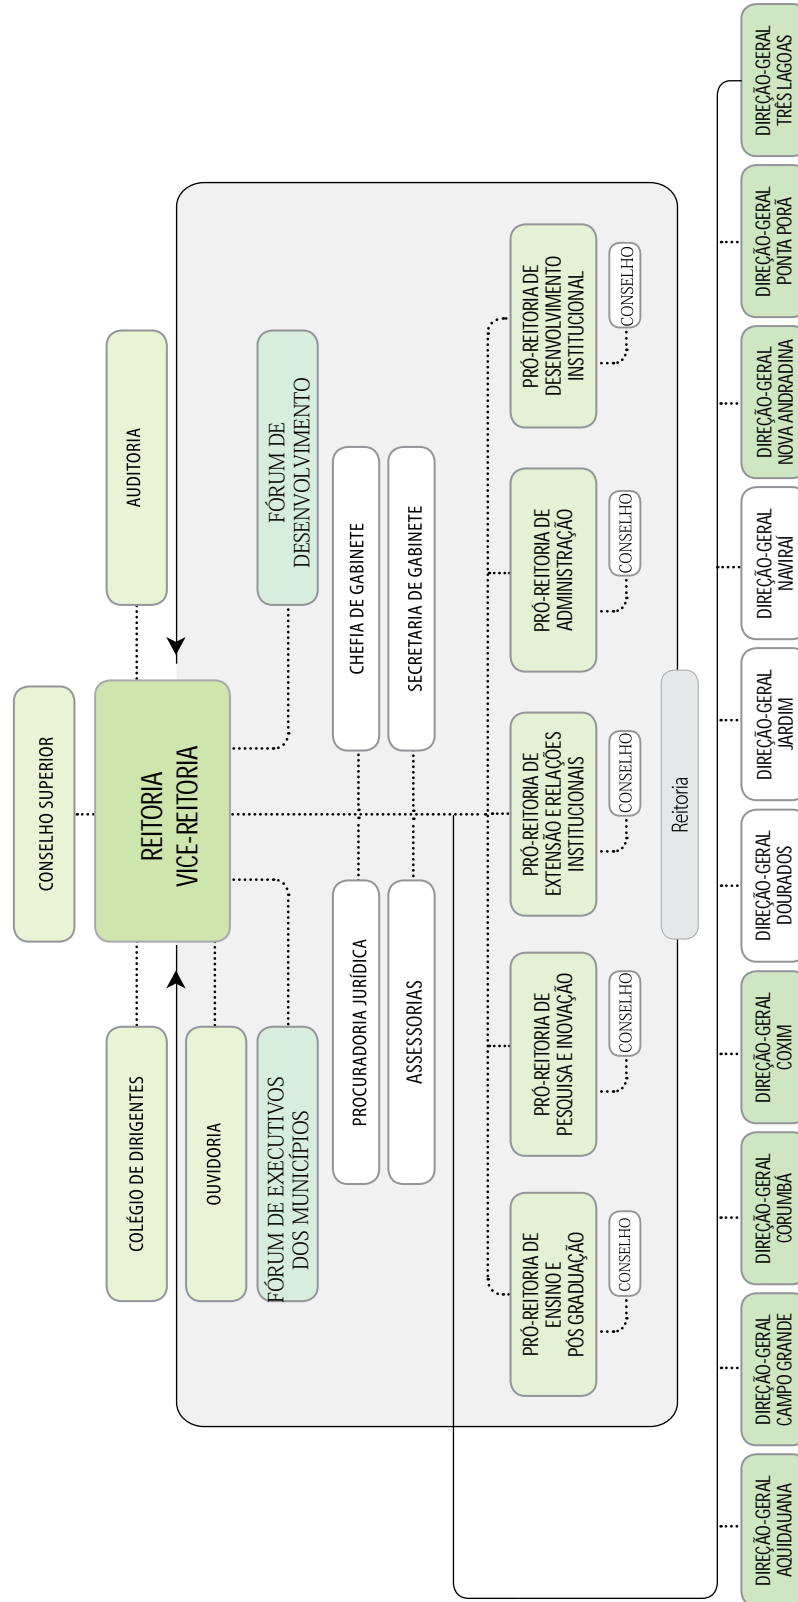 CONSELHO SUPERIOR
COLÉGIO DE DIRIGENTES
REITORIA
VICE-REITORIA
AUDITORIA
OUVIDORIA
FÓRUM DE EXECUTIVOS
DOS MUNICÍPIOS
FÓRUM DE
DESENVOLVIMENTO
PROCURADORIA JURÍDICA
CHEFIA DE GABINETE
ASSESSORIAS
SECRETARIA DE GABINETE
PRÓ-REITORIA DE
ENSINO E
PÓS GRADUAÇÃO
CONSELHO
PRÓ-REITORIA DE
PESQUISA E INOVAÇÃO
CONSELHO
PRÓ-REITORIA DE
EXTENSÃO E RELAÇÕES
INSTITUCIONAIS
CONSELHO
PRÓ-REITORIA DE
ADMINISTRAÇÃO
CONSELHO
PRÓ-REITORIA DE
DESENVOLVIMENTO
INSTITUCIONAL
CONSELHO
Reitoria
DIREÇÃO-GERAL
AQUIDAUANA
DIREÇÃO-GERAL
CAMPO GRANDE
DIREÇÃO-GERAL
CORUMBÁ
DIREÇÃO-GERAL
COXIM
DIREÇÃO-GERAL
DOURADOS
DIREÇÃO-GERAL
JARDIM
DIREÇÃO-GERAL
NAVIRAÍ
DIREÇÃO-GERAL
NOVA ANDRADINA
DIREÇÃO-GERAL
PONTA PORÃ
DIREÇÃO-GERAL
TRÊS LAGOAS